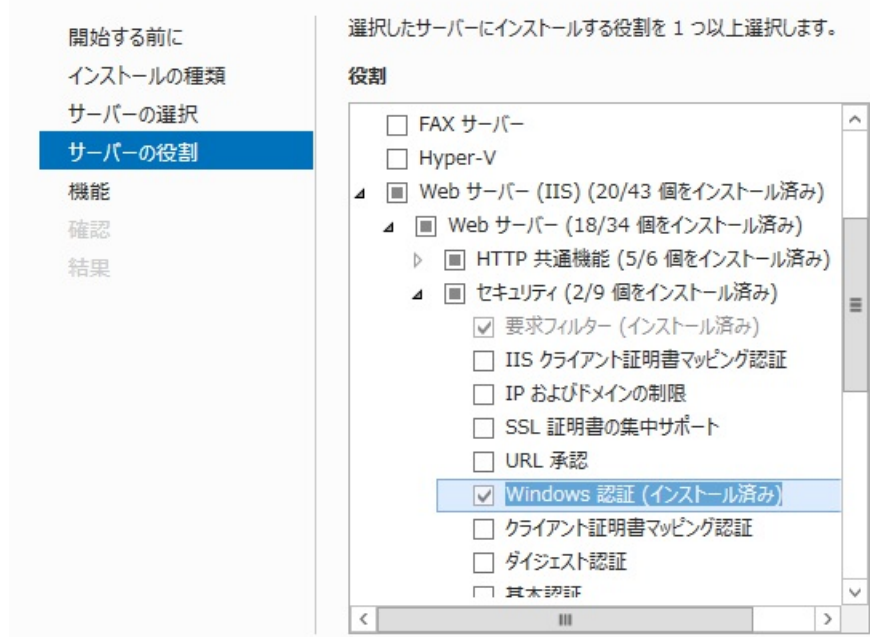 開始する前に
インストールの種類
サーバーの選択
サーバーの役割
機能
確認
結果
選択したサーバーにインストールする役割を 1 つ以上選択します。
役割
FAX サーバー
Hyper-V
Web サーバー (IIS) (20/43 個をインストール済み)
Web サーバー (18/34 個をインストール済み)
HTTP 共通機能 (5/6 個をインストール済み)
セキュリティ (2/9 個をインストール済み)
要求フィルター (インストール済み)
IIS クライアント証明書マッピング認証
IP およびドメインの制限
SSL 証明書の集中サポート
URL 承認
Windows 認証 (インストール済み)
クライアント証明書マッピング認証
ダイジェスト認証
基本認証